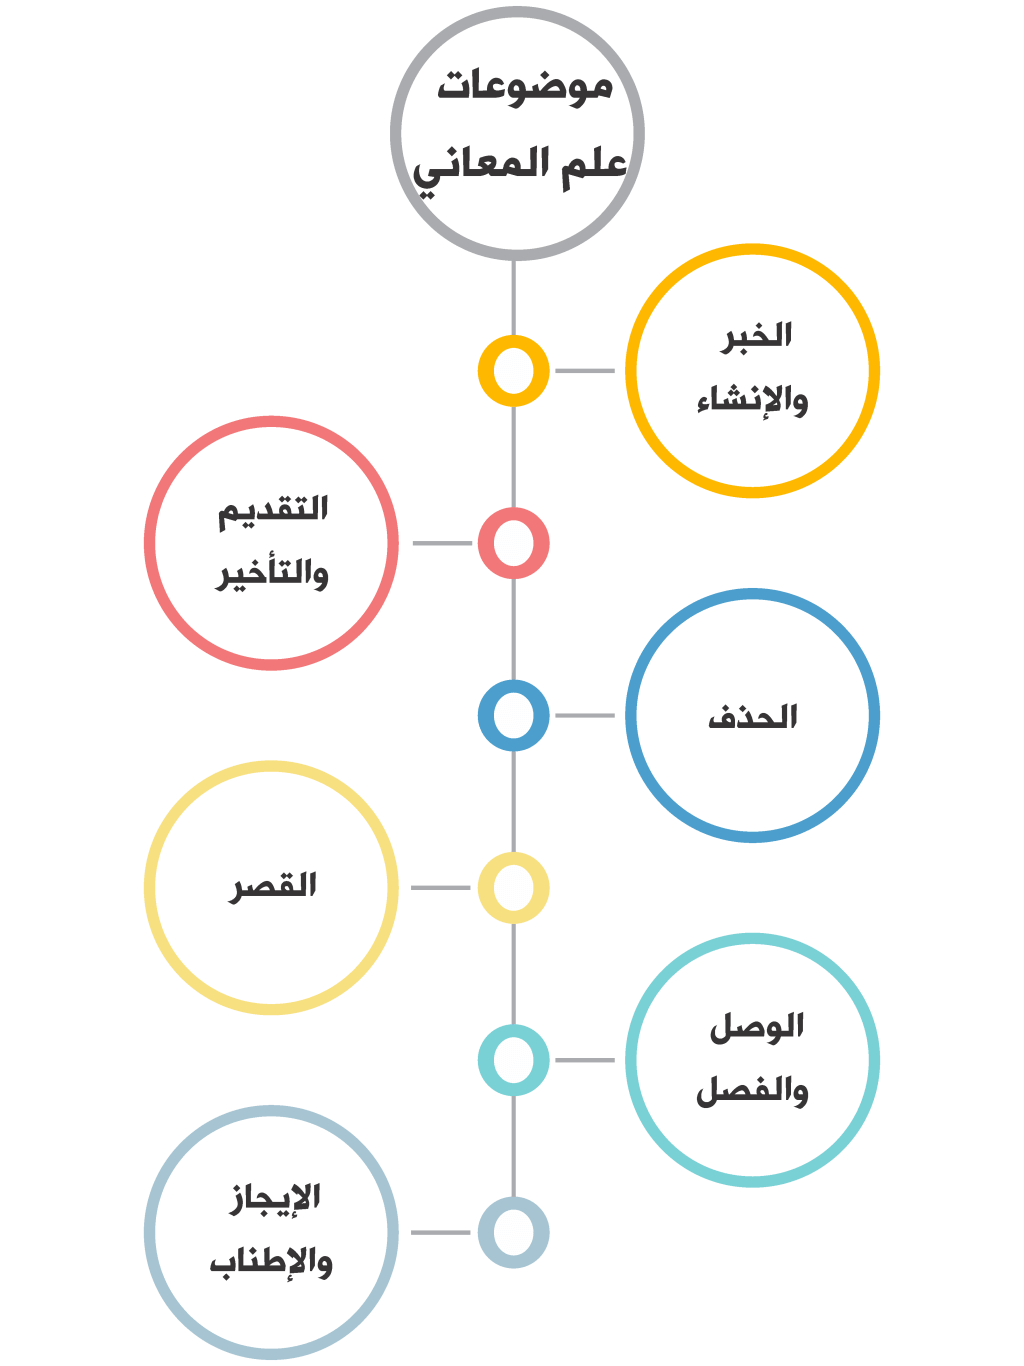 موضوعات
علم المعاني
الخبر
والإنشاء
التقديم
والتأخير
الحذف
القصر
الوصل
والفصل
الإيجاز
والإطناب